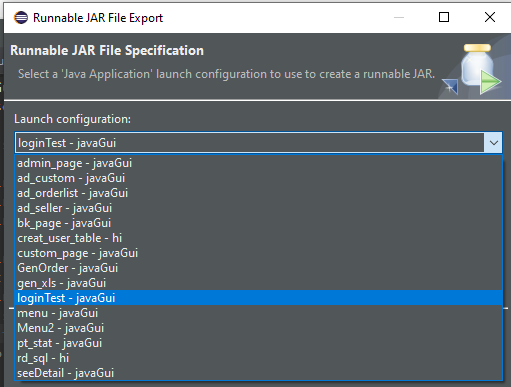 Runnable JAR File Export
Runnable JAR File Specification
Select a 'Java Application' launch configuration to use to create a runnable JAR.
Launch configuration:
loginTest - javaGui
admin_page - javaGui
ad_custom - javaGui
ad_orderlist - javaGui
ad_seller - javaGui
bk_page - javaGui
creat_user_table - hi
custom_page - javaGui
GenOrder - javaGui
gen_xls - javaGui
loginTest - javaGui
menu - javaGui
Menu2 - javaGui
pt_stat - javaGui
rd_sql - hi
seeDetail - javaGui